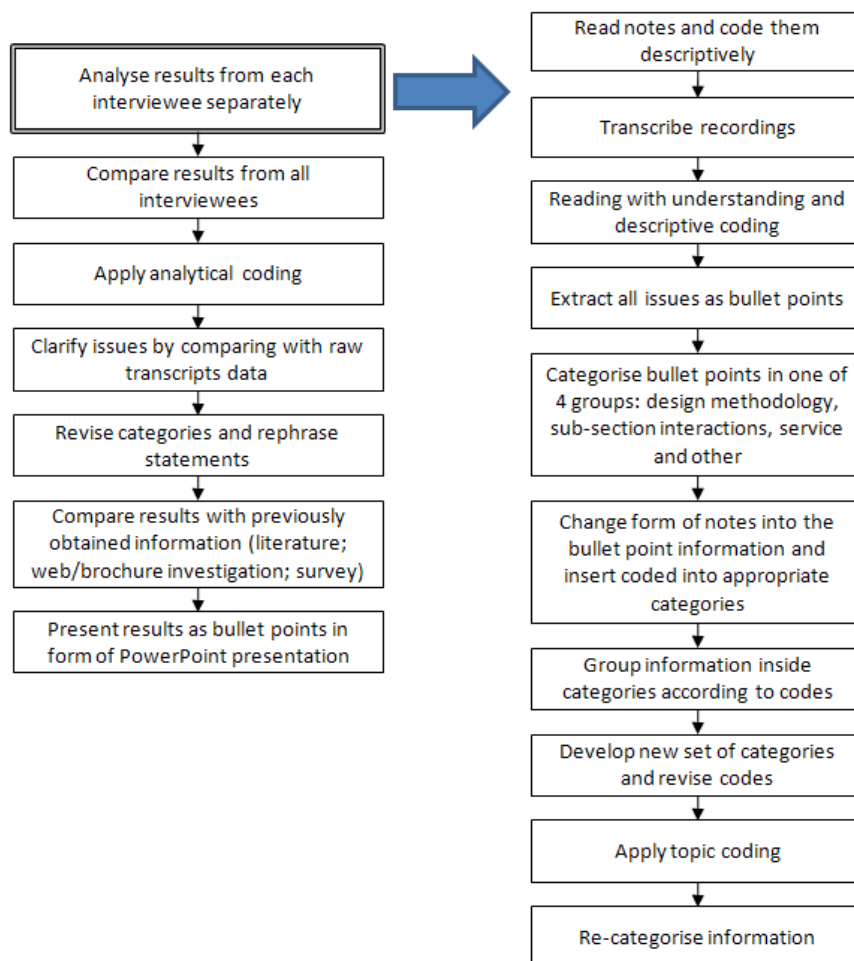 Analyse results from each
interviewee separately
Compare results from all
interviewees
Apply analytical coding
Clarify issues by comparing with raw
transcripts data
Revise categories and rephrase
statements
Compare results with previously
obtained information (literature;
web/brochure investigation; survey)
Present results as bullet points in
form of PowerPoint presentation
Read notes and code them
descriptively
Transcribe recordings
Reading with understanding and
descriptive coding
Extract all issues as bullet points
Categorise bullet points in one of
4 groups: design methodology,
sub-section interactions, service
and other
Change form of notes into the
bullet point information and
insert coded into appropriate
categories
Group information inside
categories according to codes
Develop new set of categories
and revise codes
Apply topic coding
Re-categorise information